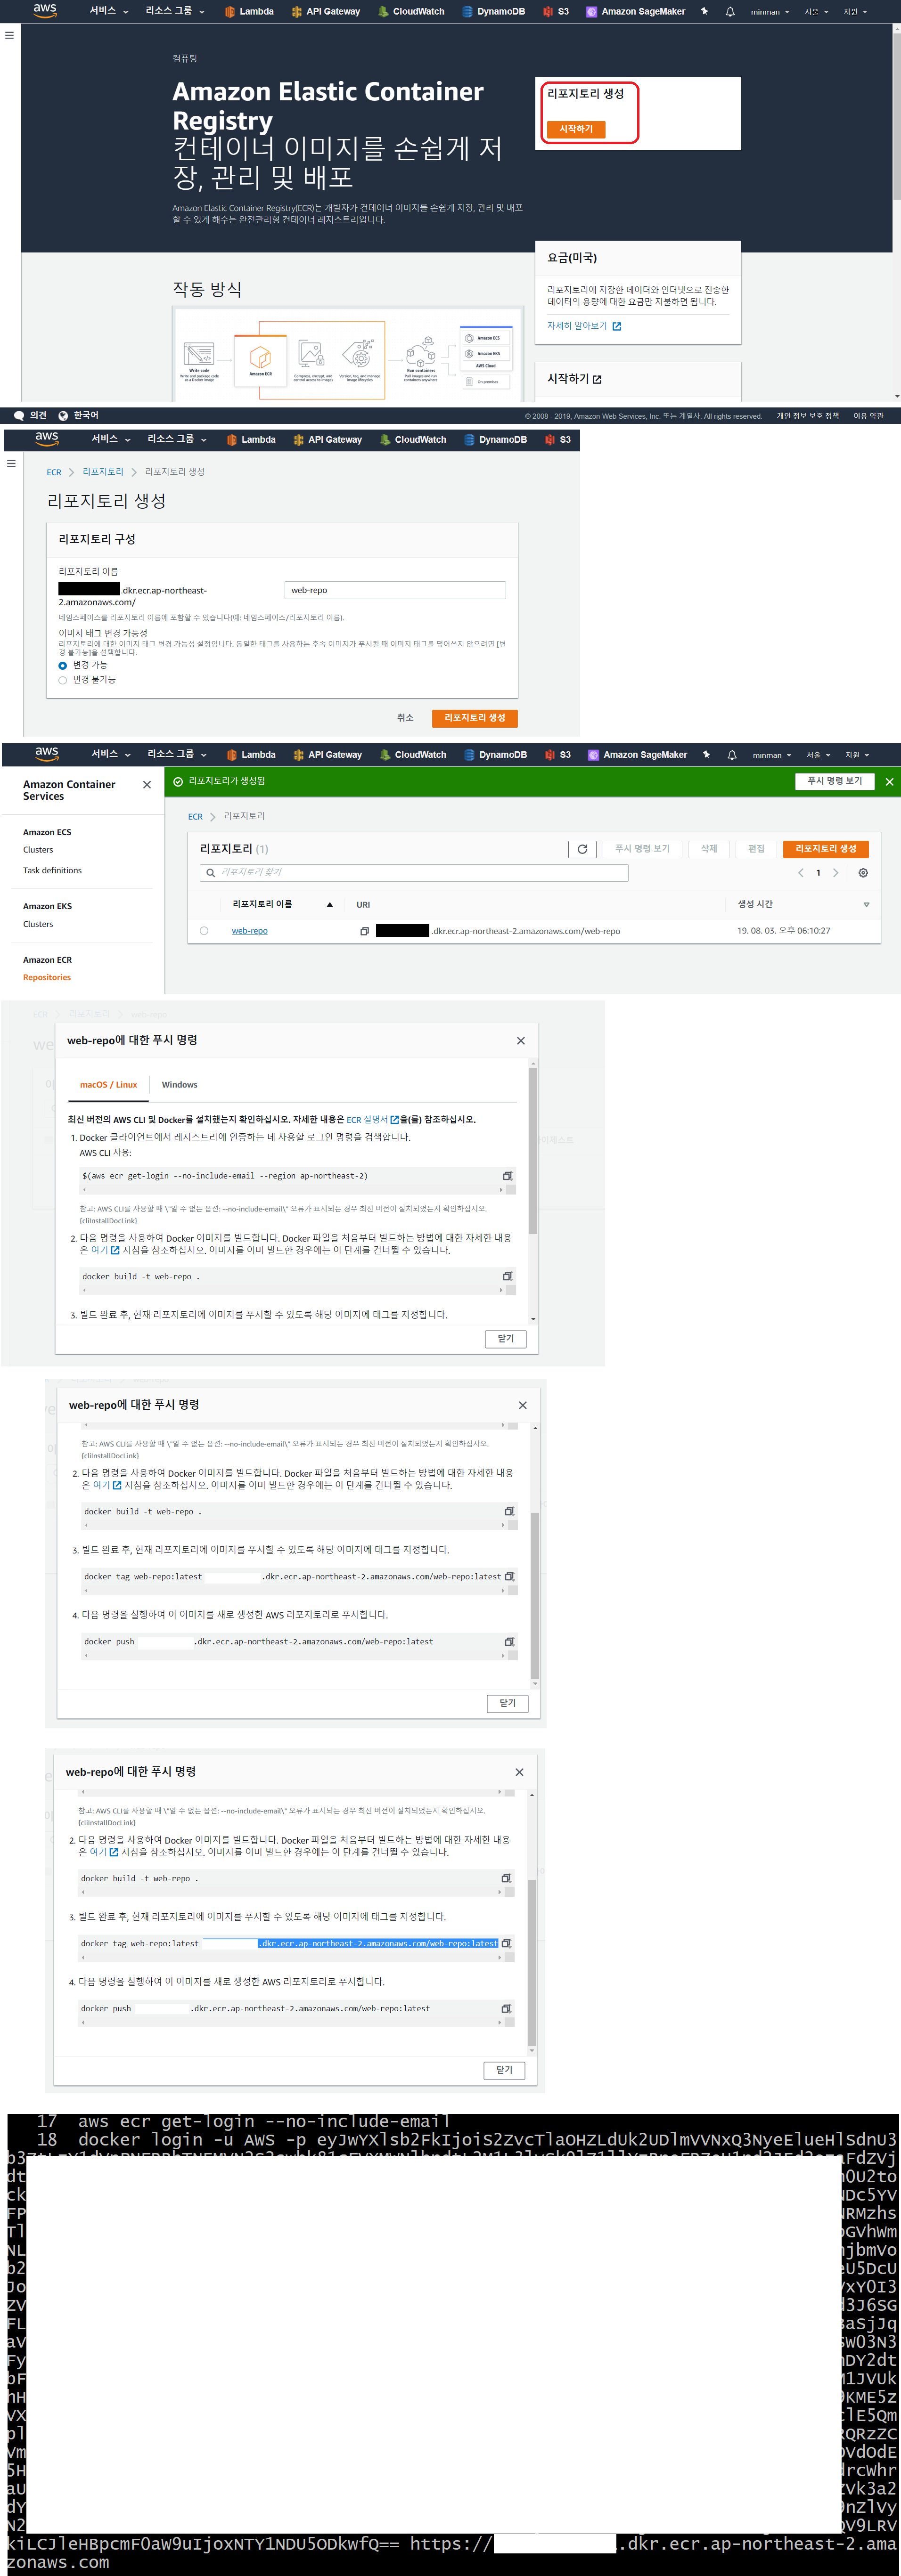 aws 서비스 리소스 그룹 Lambda API Gateway CloudWatch DynamoDB S3 Amazon SageMaker minman 서울 지원
컴퓨팅
Amazon Elastic Container
Registry
컨테이너 이미지를 손쉽게 저
장, 관리 및 배포
Amazon Elastic Container Registry(ECR)는 개발자가 컨테이너 이미지를 손쉽게 저장, 관리 및 배포
할 수 있게 해주는 완전관리형 컨테이너 레지스트리입니다.
리포지토리 생성
시작하기
요금(미국)
리포지토리에 저장한 데이터와 인터넷으로 전송한
데이터의 용량에 대한 요금만 지불하면 됩니다.
자세히 알아보기
시작하기
작동 방식
Write code
Write and package code
as a Docker image
Amazon ECR
Compress, encrypt, and
control access to images
Version, tag, and manage
image lifecycles
Run containers
Pull images and run
containers anywhere
Amazon ECS
Amazon EKS
AWS Cloud
On-premises
의견 한국어 © 2008 - 2019, Amazon Web Services, Inc. 또는 계열사. All rights reserved. 개인 정보 보호 정책 이용 약관
aws 서비스 리소스 그룹 Lambda API Gateway CloudWatch DynamoDB S3
ECR 리포지토리 리포지토리 생성
리포지토리 생성
리포지토리 구성
리포지토리 이름
.dkr.ecr.ap-northeast-
2.amazonaws.com/
web-repo
네임스페이스를 리포지토리 이름에 포함할 수 있습니다(예: 네임스페이스/리포지토리 이름).
이미지 태그 변경 가능성
리포지토리에 대한 이미지 태그 변경 가능성 설정입니다. 동일한 태그를 사용하는 후속 이미지가 푸시될 때 이미지 태그를 덮어쓰지 않으려면 [변
경 불가능]을 선택합니다.
변경 가능
변경 불가능
취소 리포지토리 생성
aws 서비스 리소스 그룹 Lambda API Gateway CloudWatch DynamoDB S3 Amazon SageMaker minman 서울 지원
Amazon Container
Services
Amazon ECS
Clusters
Task definitions
Amazon EKS
Clusters
Amazon ECR
Repositories
리포지토리가 생성됨 푸시 명령 보기
ECR 리포지토리
리포지토리 (1) 푸시 명령 보기 삭제 편집 리포지토리 생성
리포지토리 찾기 1
리포지토리 이름 URI 생성 시간
web-repo .dkr.ecr.ap-northeast-2.amazonaws.com/web-repo 19. 08. 03. 오후 06:10:27
ECR 리포지토리 web-repo
web-repo에 대한 푸시 명령
macOS / Linux Windows
최신 버전의 AWS CLI 및 Docker를 설치했는지 확인하십시오. 자세한 내용은 ECR 설명서 을(를) 참조하십시오.
1. Docker 클라이언트에서 레지스트리에 인증하는 데 사용할 로그인 명령을 검색합니다.
AWS CLI 사용:
$(aws ecr get-login --no-include-email --region ap-northeast-2)
참고: AWS CLI를 사용할 때 \"알 수 없는 옵션: --no-include-email\" 오류가 표시되는 경우 최신 버전이 설치되었는지 확인하십시오.
{cliInstallDocLink}
2. 다음 명령을 사용하여 Docker 이미지를 빌드합니다. Docker 파일을 처음부터 빌드하는 방법에 대한 자세한 내용
은 여기 지침을 참조하십시오. 이미지를 이미 빌드한 경우에는 이 단계를 건너뛸 수 있습니다.
docker build -t web-repo .
3. 빌드 완료 후, 현재 리포지토리에 이미지를 푸시할 수 있도록 해당 이미지에 태그를 지정합니다.
닫기
web-repo에 대한 푸시 명령
참고: AWS CLI를 사용할 때 \"알 수 없는 옵션: --no-include-email\" 오류가 표시되는 경우 최신 버전이 설치되었는지 확인하십시오.
{cliInstallDocLink}
2. 다음 명령을 사용하여 Docker 이미지를 빌드합니다. Docker 파일을 처음부터 빌드하는 방법에 대한 자세한 내용
은 여기 지침을 참조하십시오. 이미지를 이미 빌드한 경우에는 이 단계를 건너뛸 수 있습니다.
docker build -t web-repo .
3. 빌드 완료 후, 현재 리포지토리에 이미지를 푸시할 수 있도록 해당 이미지에 태그를 지정합니다.
docker tag web-repo:latest .dkr.ecr.ap-northeast-2.amazonaws.com/web-repo:latest
4. 다음 명령을 실행하여 이 이미지를 새로 생성한 AWS 리포지토리로 푸시합니다.
docker push .dkr.ecr.ap-northeast-2.amazonaws.com/web-repo:latest
닫기
web-repo에 대한 푸시 명령
참고: AWS CLI를 사용할 때 \"알 수 없는 옵션: --no-include-email\" 오류가 표시되는 경우 최신 버전이 설치되었는지 확인하십시오.
{cliInstallDocLink}
2. 다음 명령을 사용하여 Docker 이미지를 빌드합니다. Docker 파일을 처음부터 빌드하는 방법에 대한 자세한 내용
은 여기 지침을 참조하십시오. 이미지를 이미 빌드한 경우에는 이 단계를 건너뛸 수 있습니다.
docker build -t web-repo .
3. 빌드 완료 후, 현재 리포지토리에 이미지를 푸시할 수 있도록 해당 이미지에 태그를 지정합니다.
docker tag web-repo:latest .dkr.ecr.ap-northeast-2.amazonaws.com/web-repo:latest
4. 다음 명령을 실행하여 이 이미지를 새로 생성한 AWS 리포지토리로 푸시합니다.
docker push .dkr.ecr.ap-northeast-2.amazonaws.com/web-repo:latest
닫기
17 aws ecr get-login --no-include-email
18 docker login -u AWS -p
https:// .dkr.ecr.ap-northeast-2.ama
zonaws.com